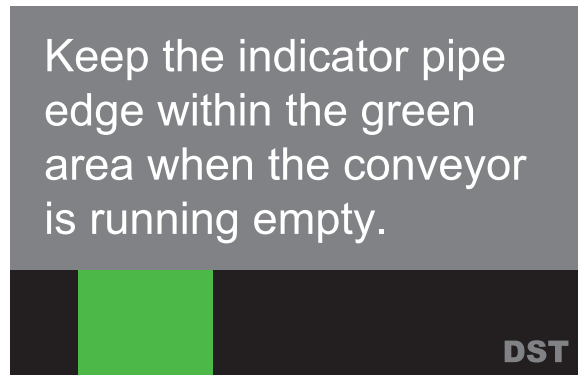 Keep the indicator pipe
edge within the green
area when the conveyor
is running empty.
DST